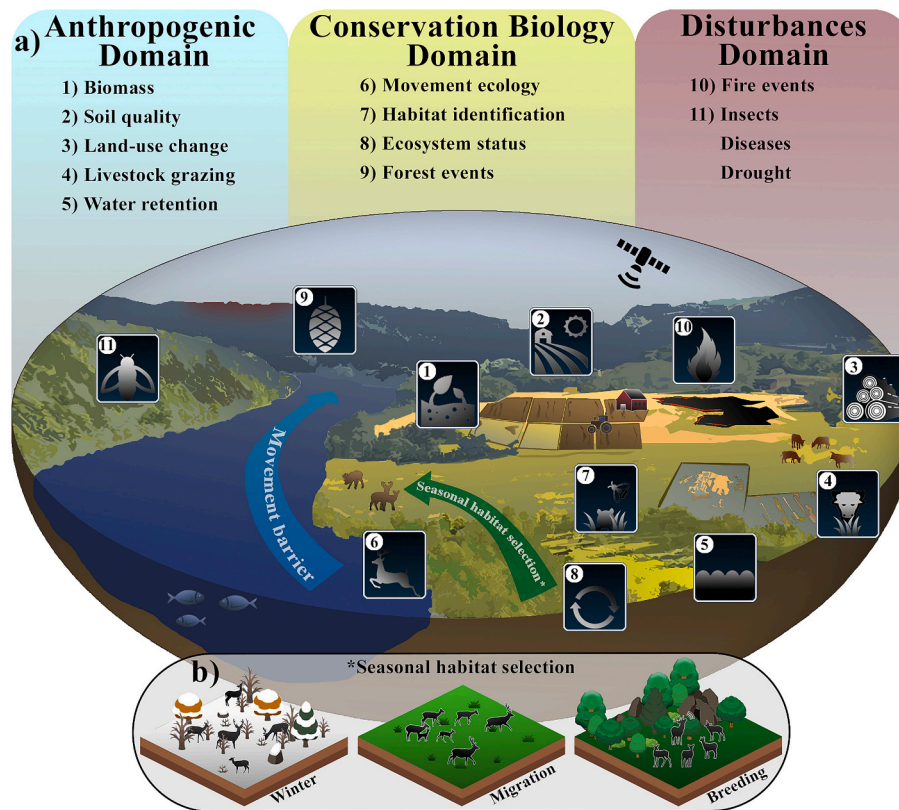 a)
Anthropogenic
Domain
1) Biomass
2) Soil quality
3) Land-use change
4) Livestock grazing
5) Water retention
Conservation Biology
Domain
6) Movement ecology
7) Habitat identification
8) Ecosystem status
9) Forest events
Disturbances
Domain
10) Fire events
11) Insects
Diseases
Drought
9
2
10
11
1
3
Movement barrier
Seasonal habitat selection*
7
4
6
5
8
b)
*Seasonal habitat selection
Winter
Migration
Breeding